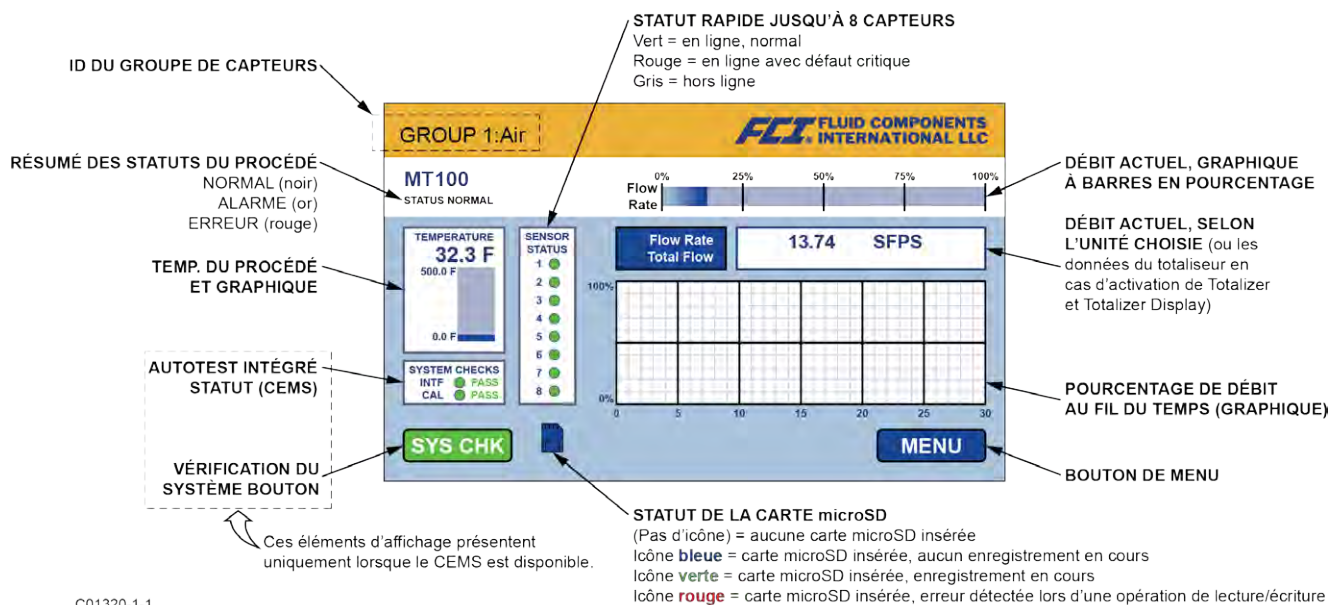 STATUT RAPIDE JUSQU'À 8 CAPTEURS
Vert = en ligne, normal
Rouge = en ligne avec défaut critique
Gris = hors ligne
ID DU GROUPE DE CAPTEURS
GROUP 1:Air
FCI. FLUID COMPONENTS
INTERNATIONAL LLC
RÉSUMÉ DES STATUTS DU PROCÉDÉ
NORMAL (noir)
ALARME (or)
ERREUR (rouge)
MT100
STATUS NORMAL
0% 25% 50% 75% 100%
Flow
Rate
DÉBIT ACTUEL, GRAPHIQUE
À BARRES EN POURCENTAGE
TEMPERATURE
32.3 F
500.0 F
0.0 F
SENSOR
STATUS
1
2
3
4
5
6
7
8
Flow Rate
Total Flow
13.74 SFPS
DÉBIT ACTUEL, SELON
L'UNITÉ CHOISIE (ou les
données du totaliseur en
cas d'activation de Totalizer
et Totalizer Display)
TEMP. DU PROCÉDÉ
ET GRAPHIQUE
100%
0%
0 5 10 15 20 25 30
AUTOTEST INTÉGRÉ
STATUT (CEMS)
SYSTEM CHECKS
INTF PASS
CAL PASS
POURCENTAGE DE DÉBIT
AU FIL DU TEMPS (GRAPHIQUE)
SYS CHK
MENU
VÉRIFICATION DU
SYSTÈME BOUTON
BOUTON DE MENU
Ces éléments d'affichage présentent
uniquement lorsque le CEMS est disponible.
STATUT DE LA CARTE microSD
(Pas d'icône) = aucune carte microSD insérée
Icône bleue = carte microSD insérée, aucun enregistrement en cours
Icône verte = carte microSD insérée, enregistrement en cours
Icône rouge = carte microSD insérée, erreur détectée lors d'une opération de lecture/écriture
C01320-1-1